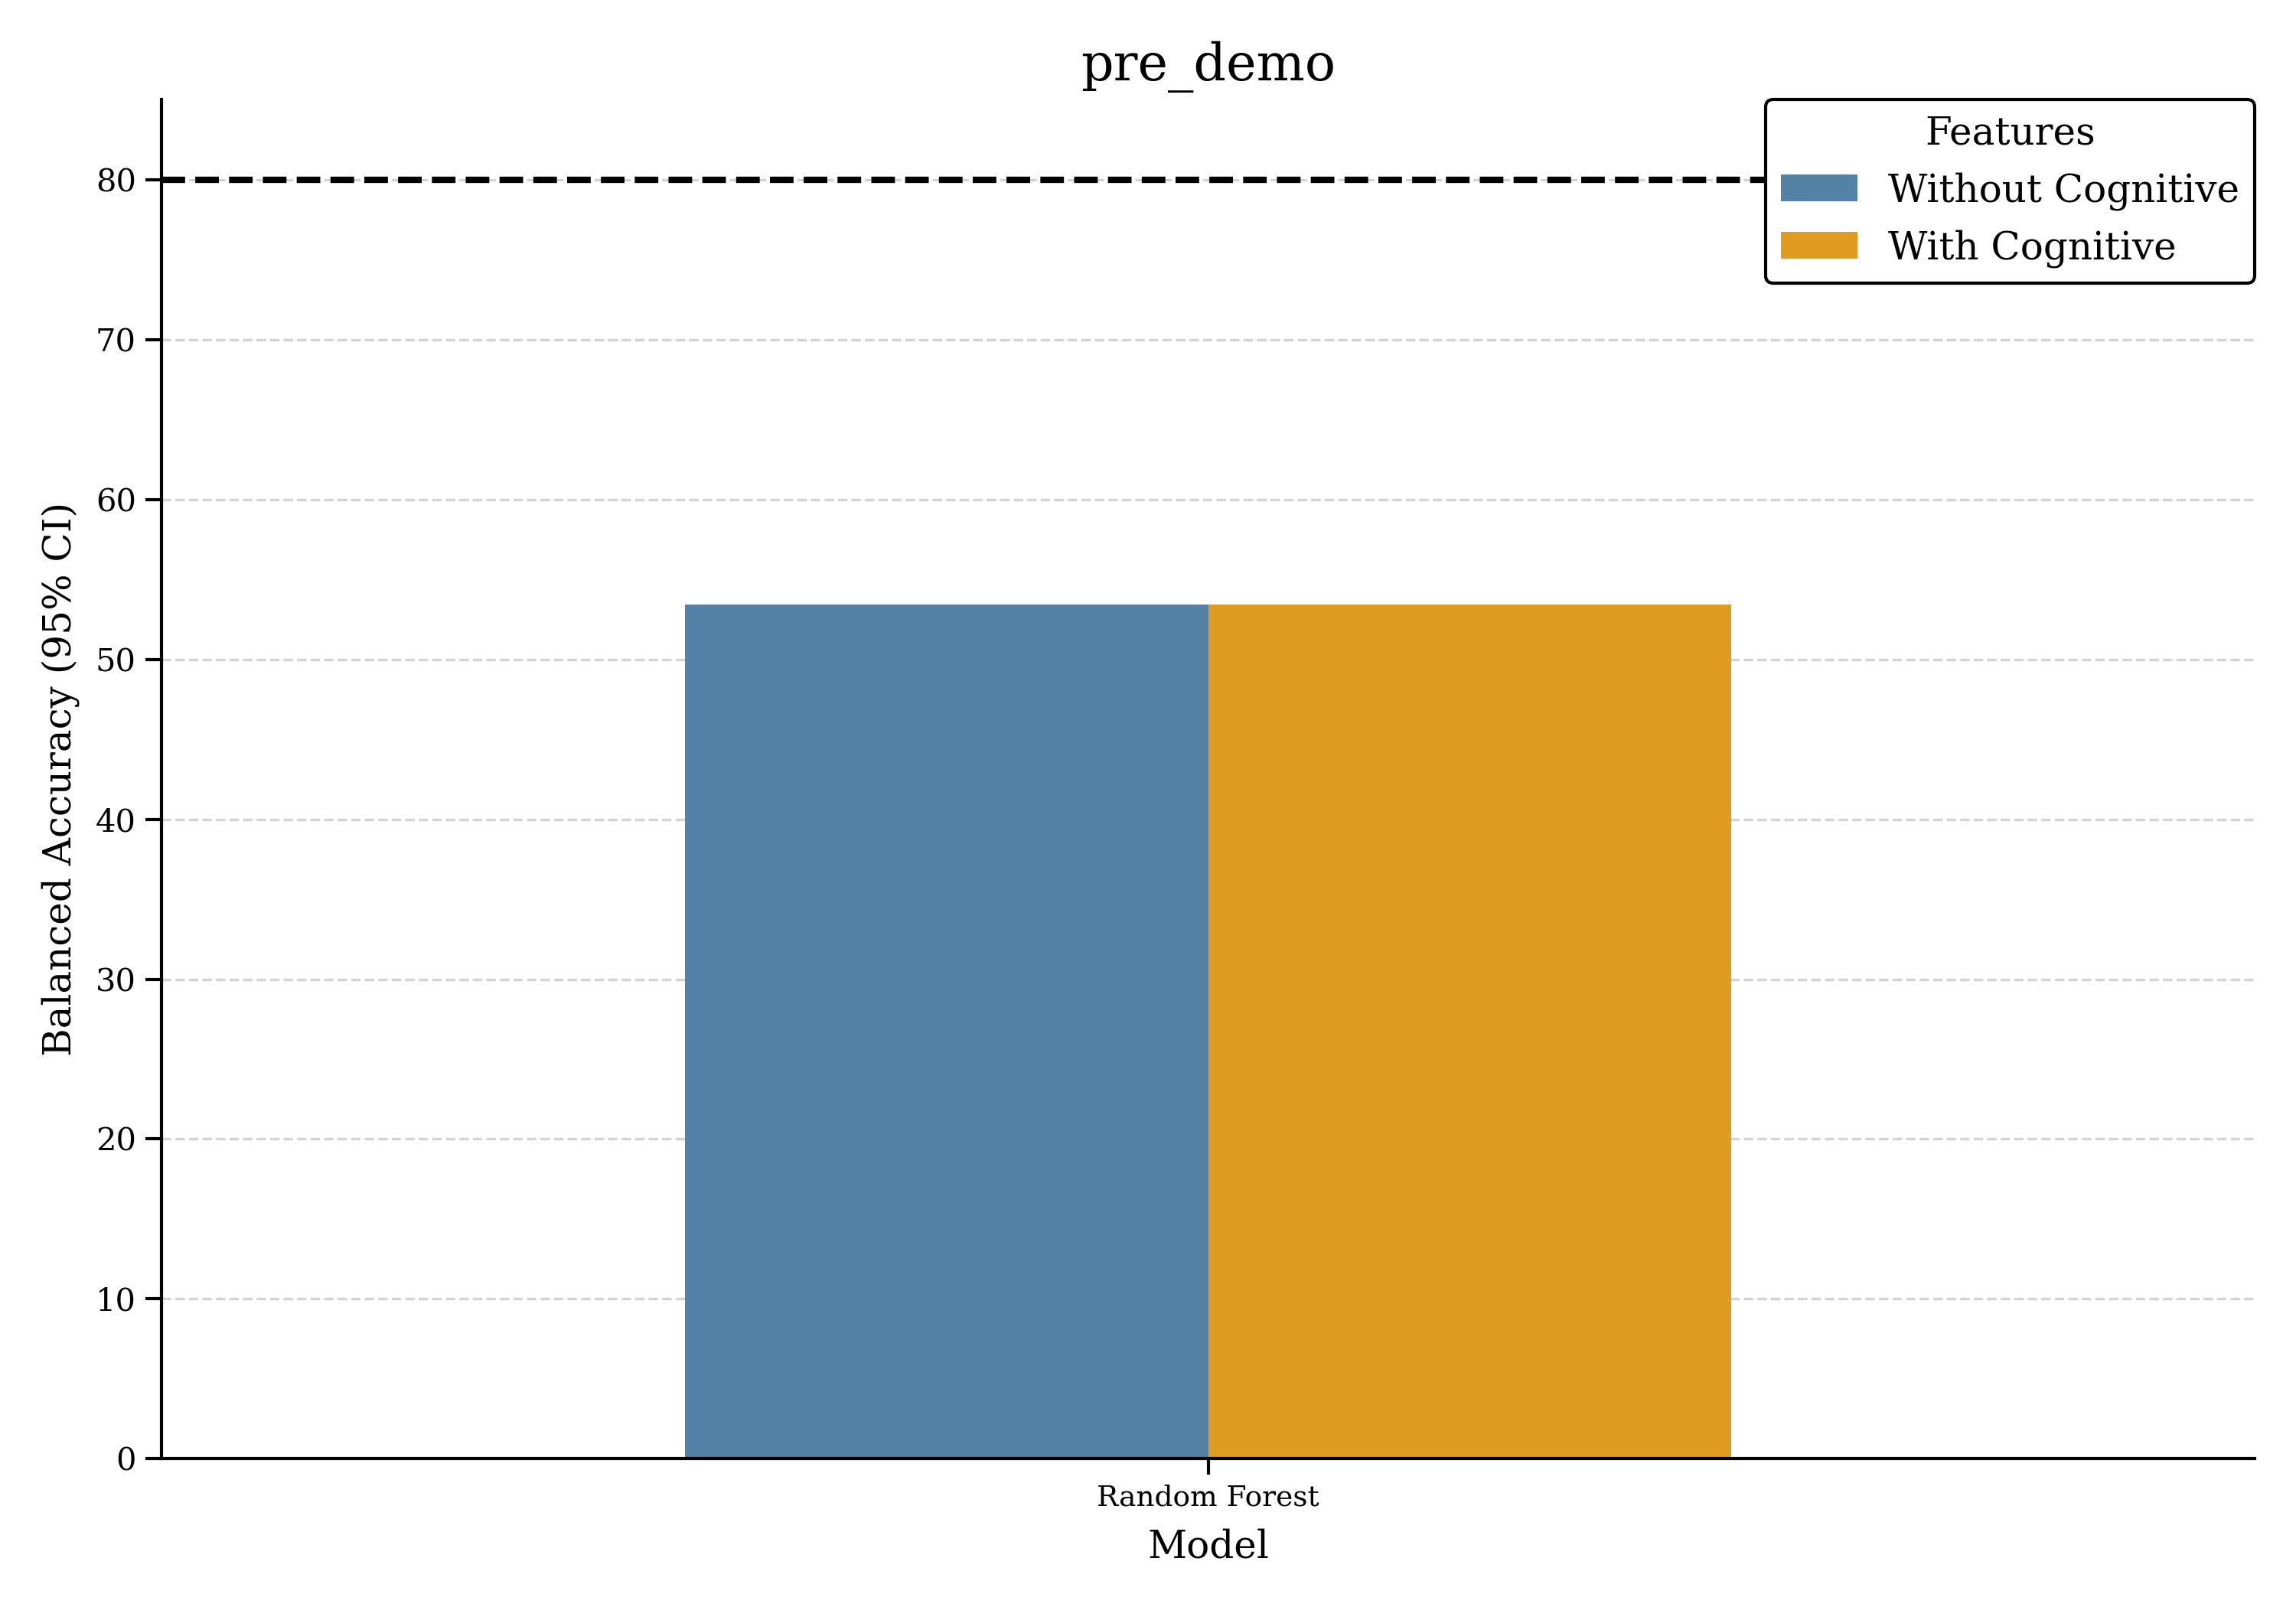 pre_demo
Features
Without Cognitive
With Cognitive
Balanced Accuracy (95% CI)
80
70
60
50
40
30
20
10
0
Random Forest
Model